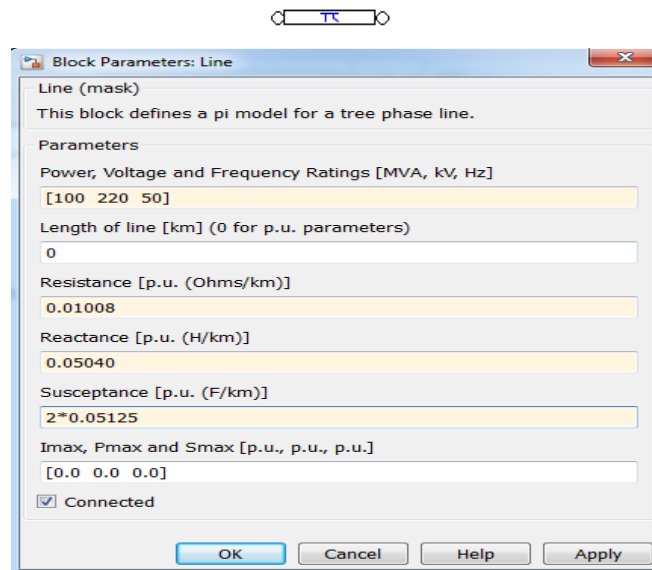 π
Block Parameters: Line
Line (mask)
This block defines a pi model for a tree phase line.
Parameters
Power, Voltage and Frequency Ratings [MVA, kV, Hz]
[100 220 50]
Length of line [km] (0 for p.u. parameters)
0
Resistance [p.u. (Ohms/km)]
0.01008
Reactance [p.u. (H/km)]
0.05040
Susceptance [p.u. (F/km)]
2*0.05125
Imax, Pmax and Smax [p.u., p.u., p.u.]
[0.0 0.0 0.0]
Connected
OK Cancel Help Apply